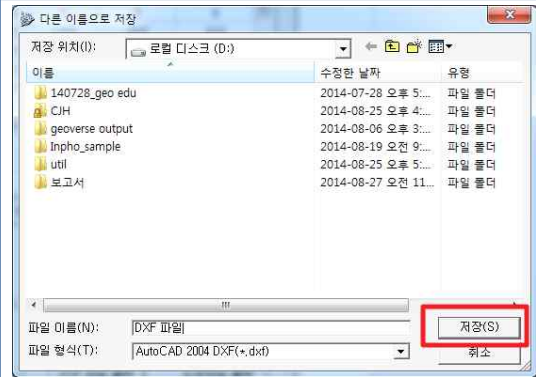 다른 이름으로 저장
저장 위치(I): 로컬 디스크 (D:)
이름 수정한 날짜 유형
140728_geo edu 2014-07-28 오후 5:... 파일 폴더
CJH 2014-08-25 오후 4:... 파일 폴더
geoverse output 2014-08-06 오후 3:... 파일 폴더
Inpho_sample 2014-08-19 오전 9:... 파일 폴더
util 2014-08-25 오후 5:... 파일 폴더
보고서 2014-08-27 오전 11... 파일 폴더
파일 이름(N): DXF 파일 저장(S)
파일 형식(T): AutoCAD 2004 DXF(*.dxf) 취소